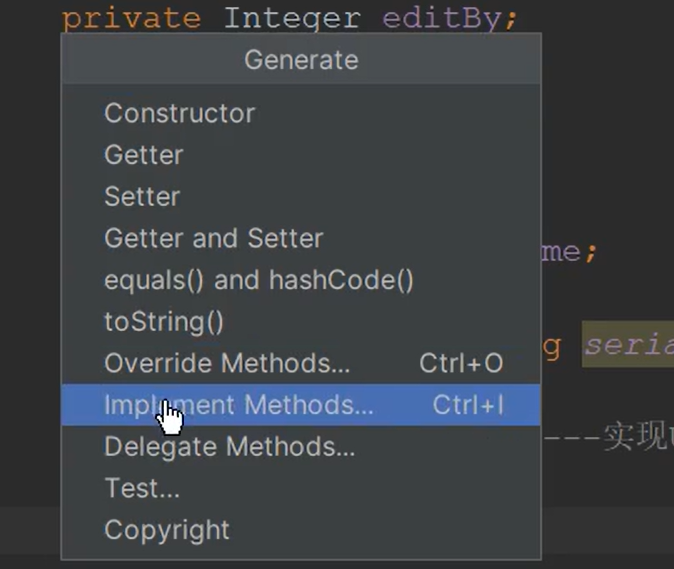 private Integer editBy;
Generate
Constructor
Getter
Setter
Getter and Setter
me;
equals() and hashCode()
toString()
g seria
Override Methods... Ctrl+O
Implement Methods... Ctrl+I
---实现
Delegate Methods...
Test...
Copyright